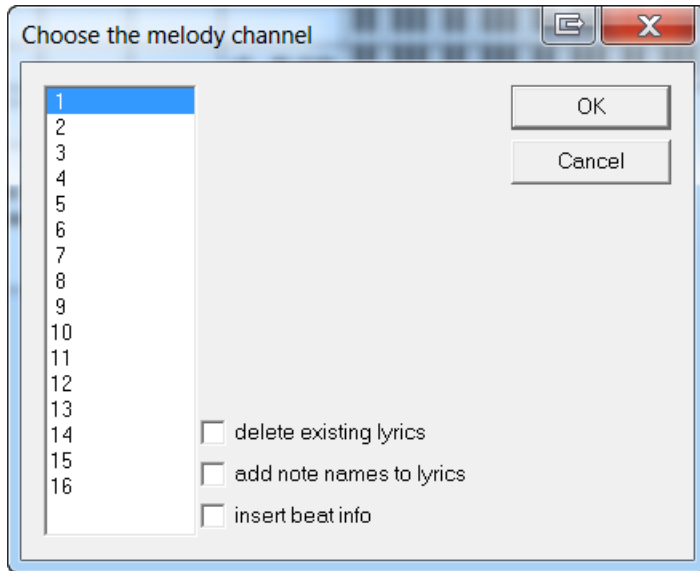 Choose the melody channel
1
2
3
4
5
6
7
8
9
10
11
12
13
14
15
16
OK
Cancel
delete existing lyrics
add note names to lyrics
insert beat info